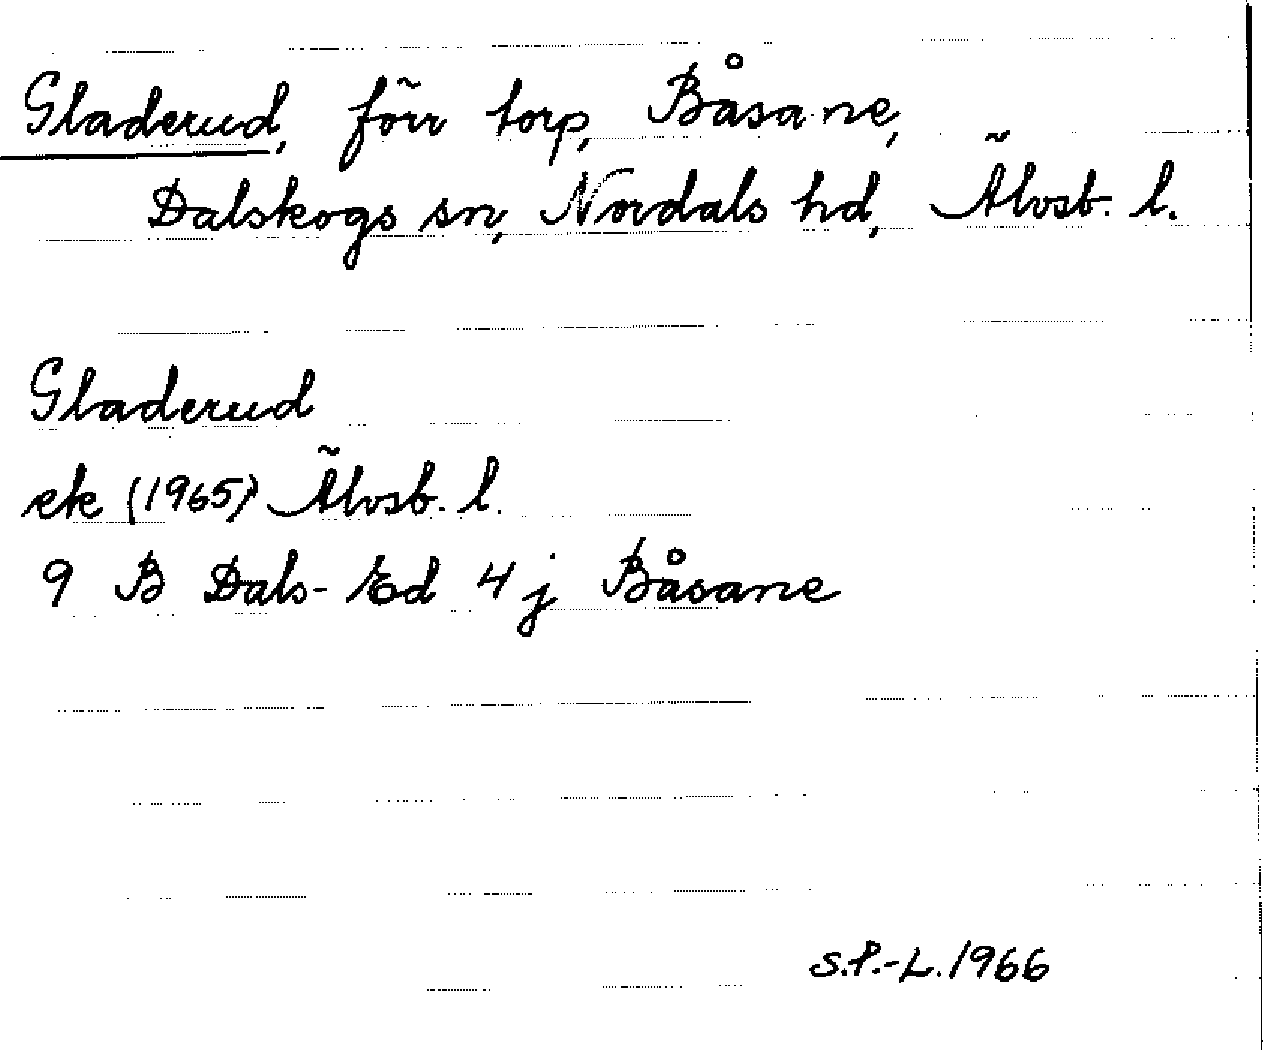 Gladerud, förr torp, Båsane,
Dalskogs sn, Nordals hd, Älvsb. l.
Gladerud
ek (1965) Älvsb. l.
9 B Dals-Ed 4 j Båsane
S.P.-L. 1966